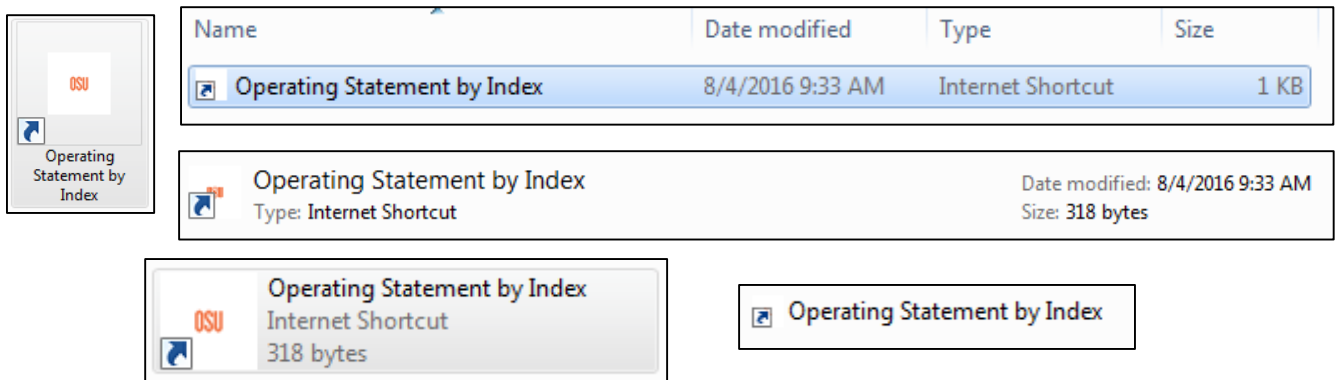 OSU
Operating
Statement by
Index
Name Date modified Type Size
Operating Statement by Index 8/4/2016 9:33 AM Internet Shortcut 1 KB
Operating Statement by Index Date modified: 8/4/2016 9:33 AM
Type: Internet Shortcut Size: 318 bytes
OSU
Operating Statement by Index
Internet Shortcut
318 bytes
Operating Statement by Index